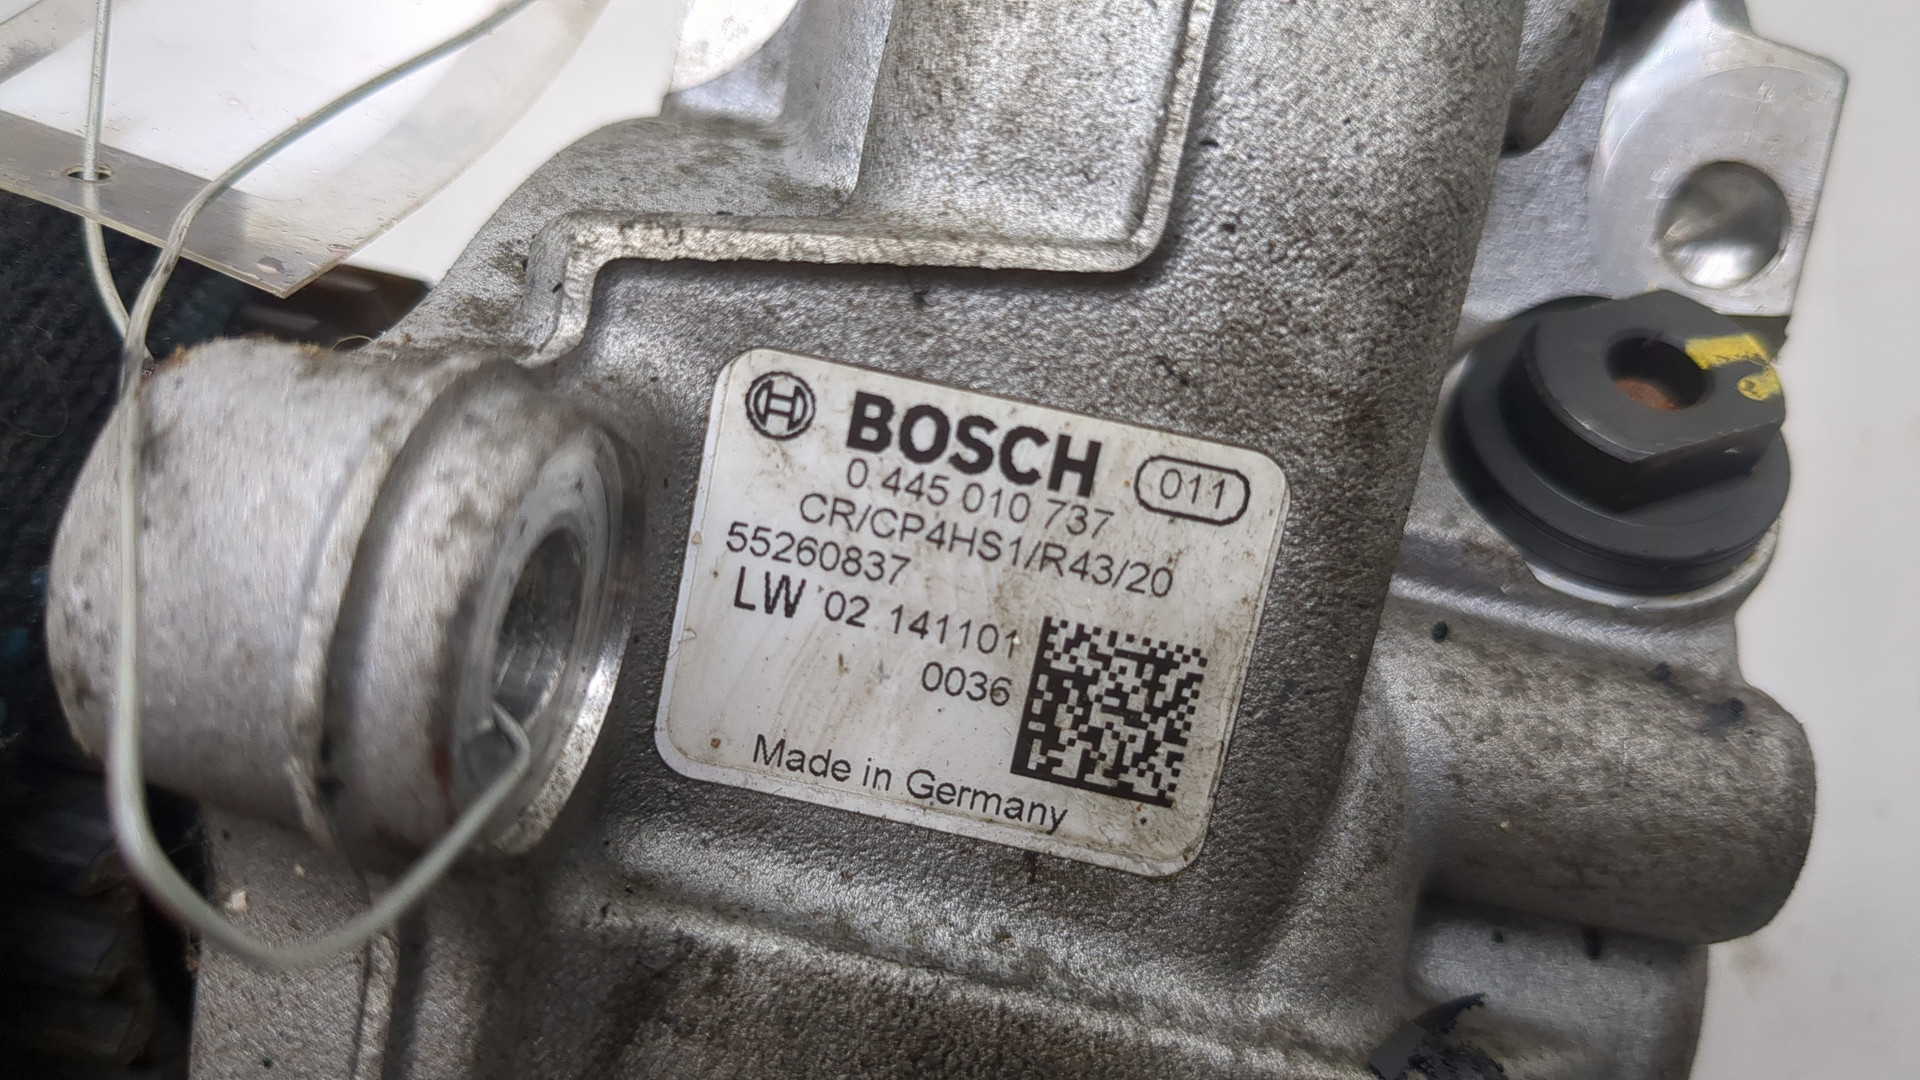 BOSCH 011
0 445 010 737
CR/CP4HS1/R43/20
55260837
LW 02 141101
0036
Made in Germany